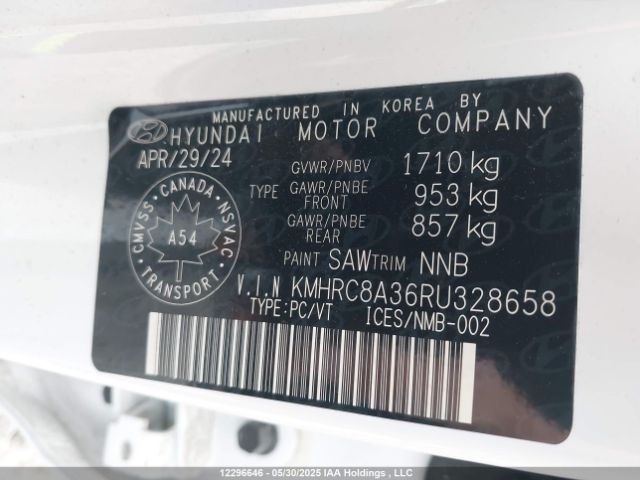 MANUFACTURED IN KOREA BY
HYUNDAI MOTOR COMPANY
APR/29/24
GVWR/PNBV 1710 kg
TYPE GAWR/PNBE FRONT 953 kg
GAWR/PNBE REAR 857 kg
PAINT SAW TRIM NNB
CANADA
CMVSS A54 NSVAC
TRANSPORT
V.I.N KMHRC8A36RU328658
TYPE:PC/VT ICES/NMB-002
12296646 - 05/30/2025 IAA Holdings , LLC